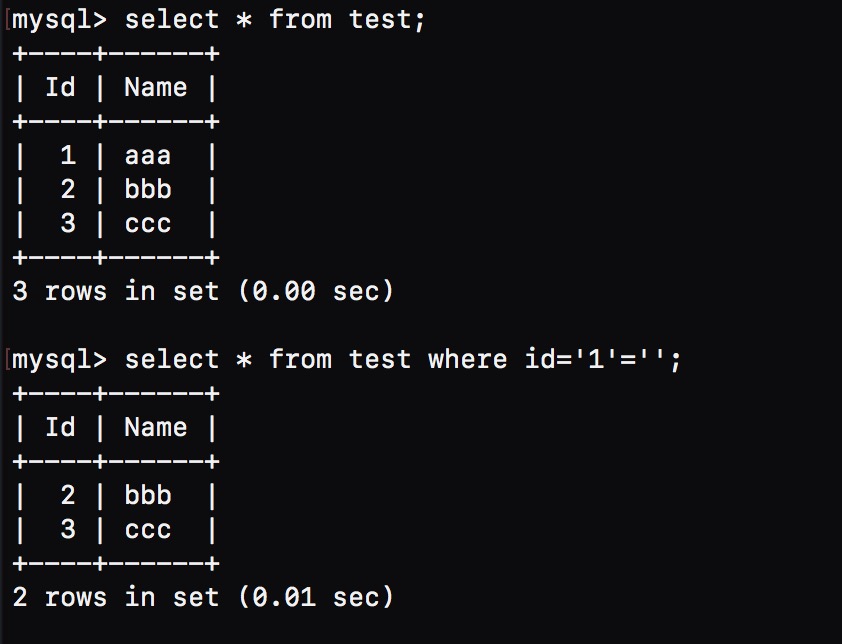 [mysql> select * from test;
+----+------+
| Id | Name |
+----+------+
|  1 | aaa  |
|  2 | bbb  |
|  3 | ccc  |
+----+------+
3 rows in set (0.00 sec)

[mysql> select * from test where id='1'='';
+----+------+
| Id | Name |
+----+------+
|  2 | bbb  |
|  3 | ccc  |
+----+------+
2 rows in set (0.01 sec)